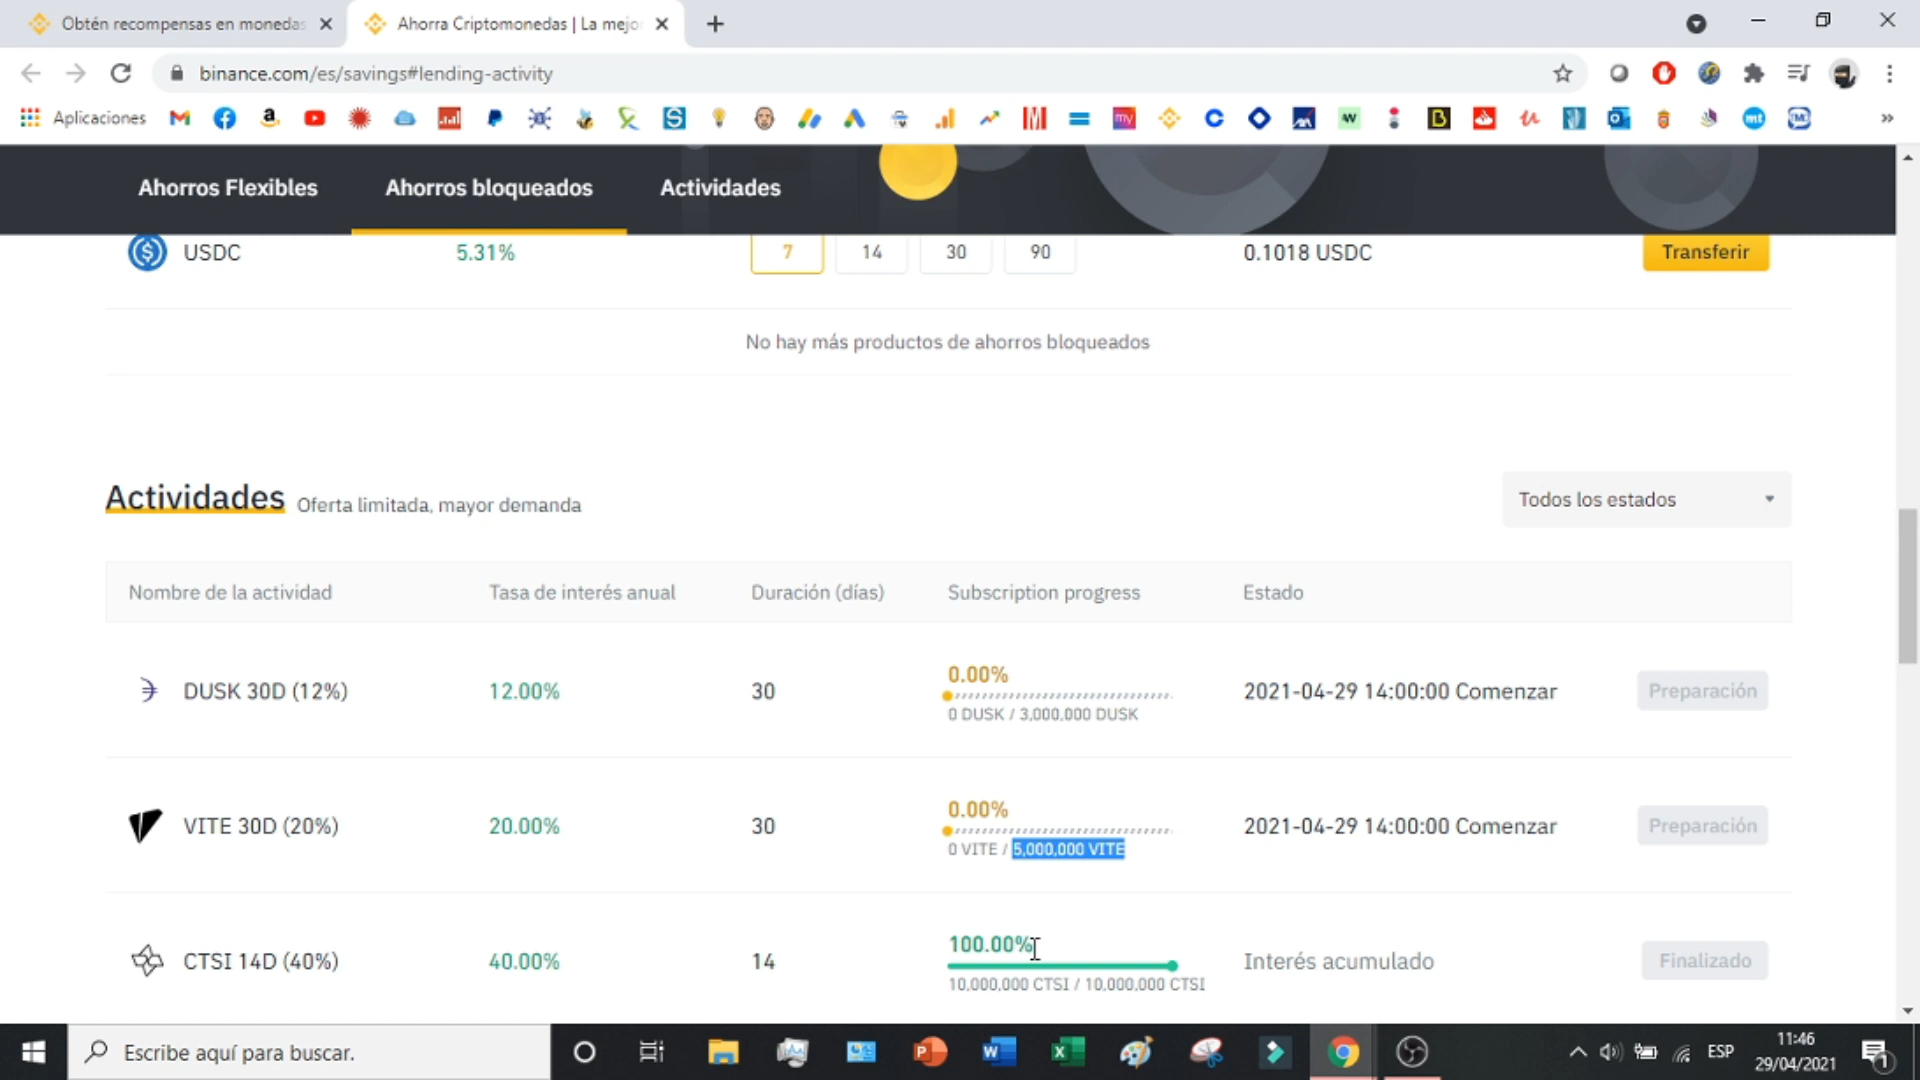 Obtén recompensas en monedas
Ahorra Criptomonedas | La mejo
binance.com/es/savings#lending-activity
Aplicaciones
Ahorros Flexibles Ahorros bloqueados Actividades
USDC 5.31% 7 14 30 90 0.1018 USDC Transferir
No hay más productos de ahorros bloqueados
Actividades Oferta limitada, mayor demanda Todos los estados
Nombre de la actividad Tasa de interés anual Duración (días) Subscription progress Estado
0.00%
DUSK 30D (12%) 12.00% 30 2021-04-29 14:00:00 Comenzar Preparación
0 DUSK / 3,000,000 DUSK
0.00%
VITE 30D (20%) 20.00% 30 2021-04-29 14:00:00 Comenzar Preparación
0 VITE / 5,000,000 VITE
100.00%
CTSI 14D (40%) 40.00% 14 Interés acumulado Finalizado
10,000,000 CTSI / 10,000,000 CTSI
Escribe aquí para buscar.
ESP
11:46
29/04/2021
1